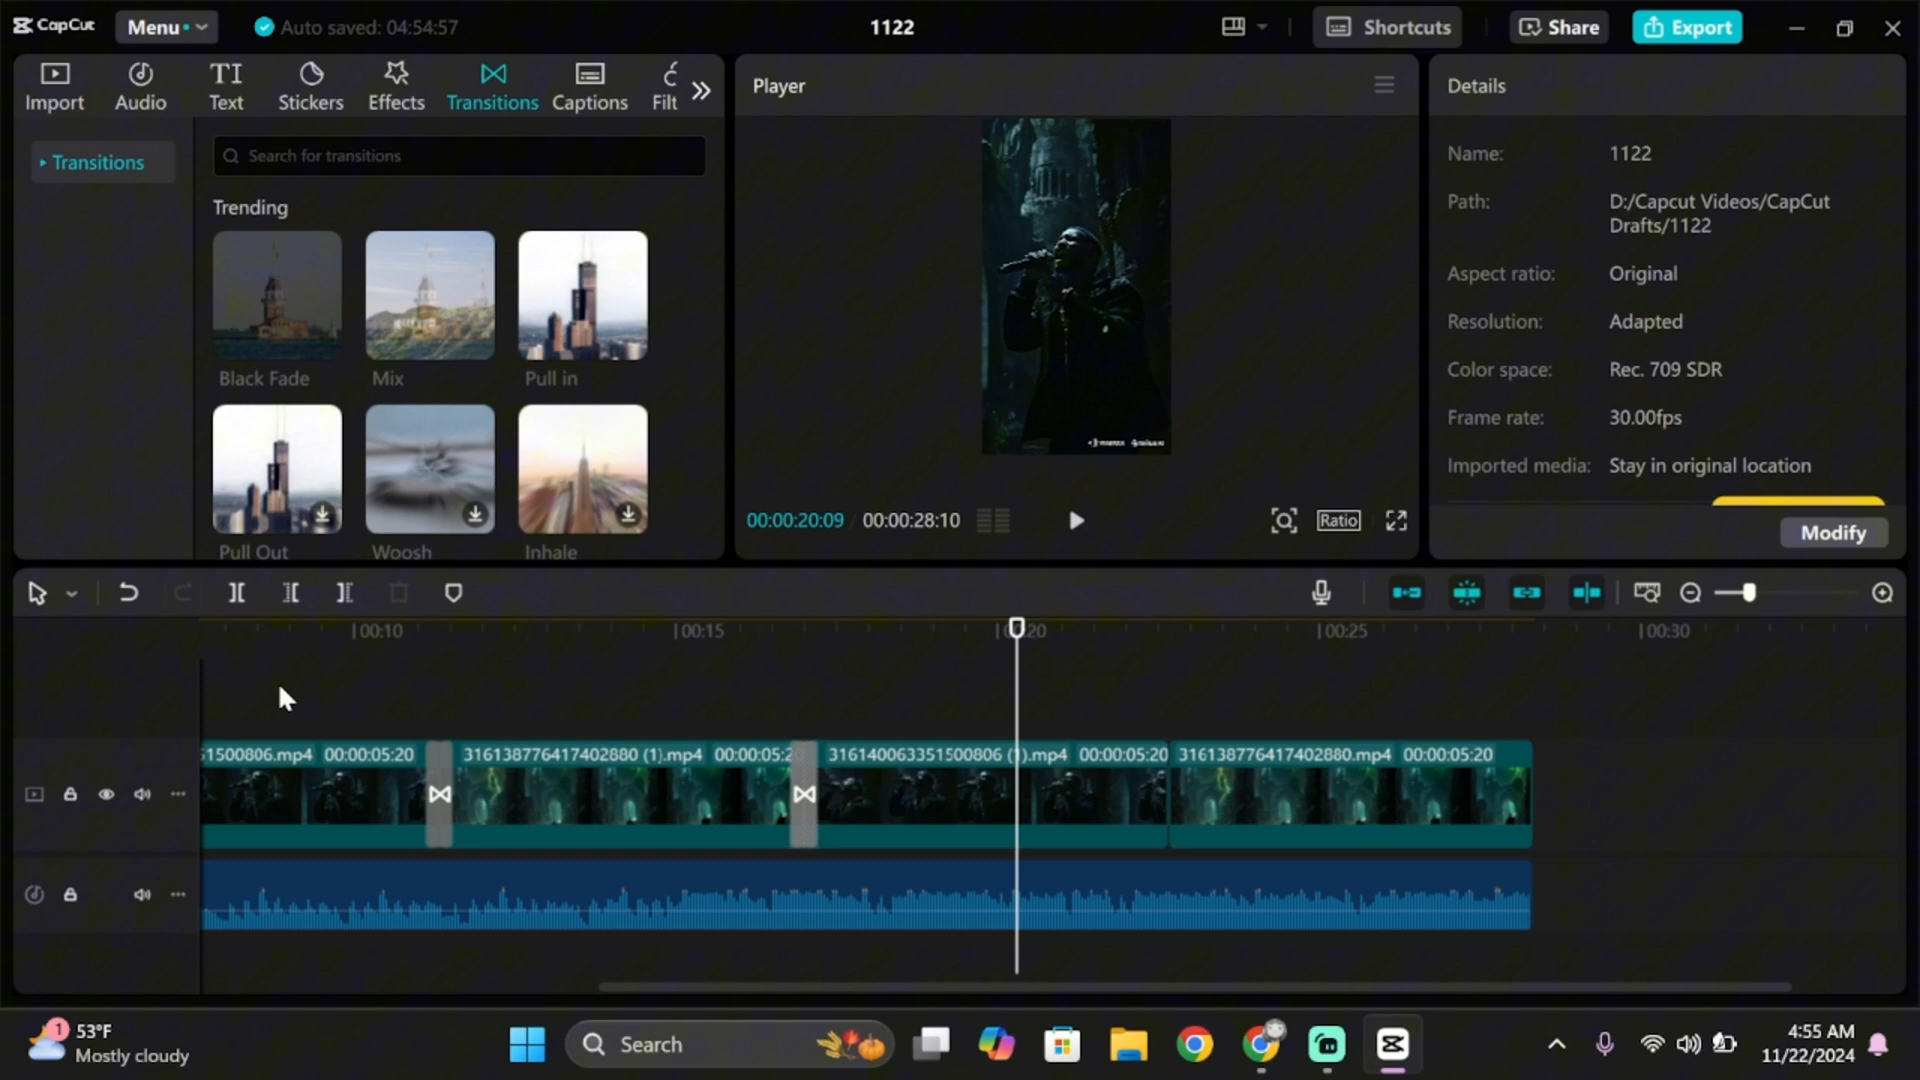 CapCut
Menu
Auto saved: 04:54:57
1122
Shortcuts
Share
Export
Import
Audio
TI
Text
Stickers
Effects
Transitions
Captions
Filt
Transitions
Search for transitions
Trending
Black Fade
Mix
Pull in
Pull Out
Woosh
Inhale
Player
00:00:20:09 00:00:28:10
Ratio
Details
Name: 1122
Path: D:/Capcut Videos/CapCut
Drafts/1122
Aspect ratio: Original
Resolution: Adapted
Color space: Rec. 709 SDR
Frame rate: 30.00fps
Imported media: Stay in original location
Modify
00:10
00:15
20
00:25
00:30
51500806.mp4 00:00:05:20
316138776417402880 (1).mp4 00:00:05:2
316140063351500806 (1).mp4 00:00:05:20
316138776417402880.mp4 00:00:05:20
1
53°F
Mostly cloudy
Search
4:55 AM
11/22/2024